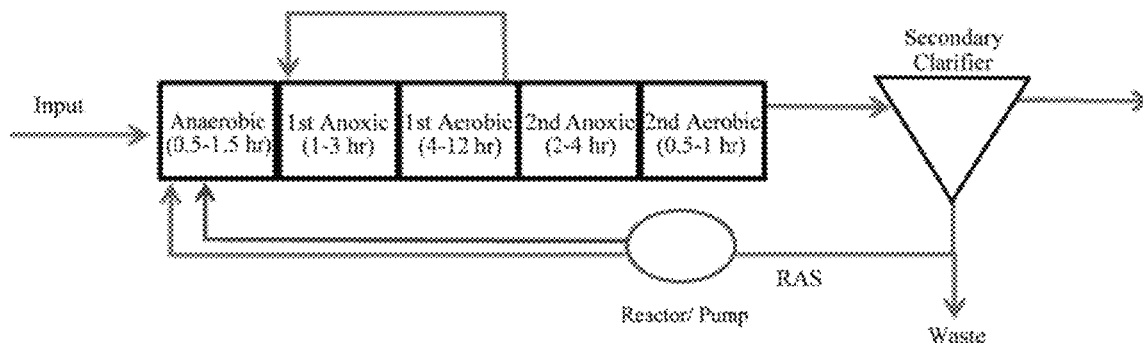 Secondary
Clarifier
Input
Anaerobic
(0.5-1.5 hr)
1st Anoxic
(1-3 hr)
1st Aerobic
(4-12 hr)
2nd Anoxic
(2-4 hr)
2nd Aerobic
(0.5-1 hr)
RAS
Reactor/ Pump
Waste